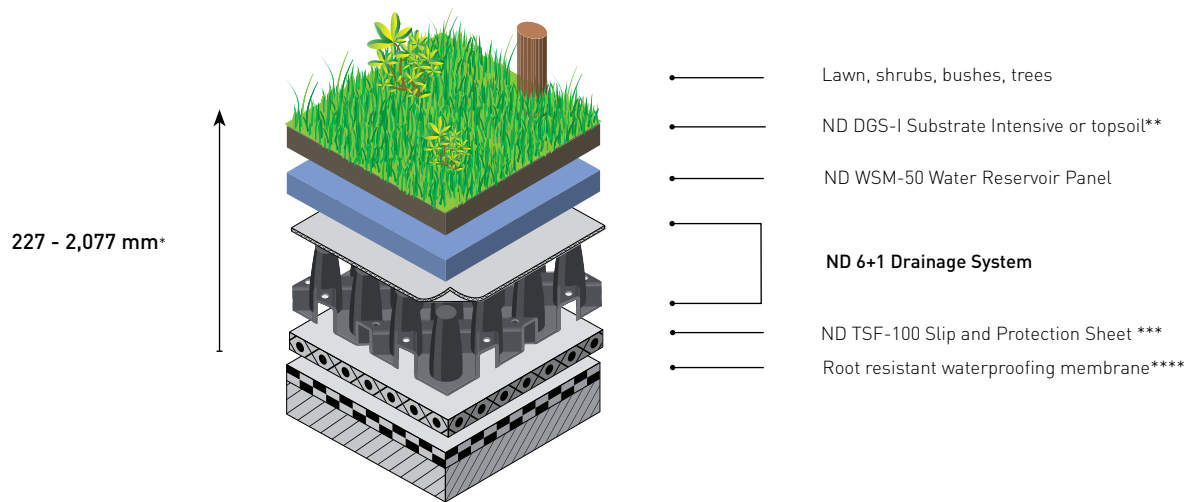 Lawn, shrubs, bushes, trees
ND DGS-I Substrate Intensive or topsoil**
ND WSM-50 Water Reservoir Panel
227 - 2,077 mm*
ND 6+1 Drainage System
ND TSF-100 Slip and Protection Sheet ***
Root resistant waterproofing membrane****